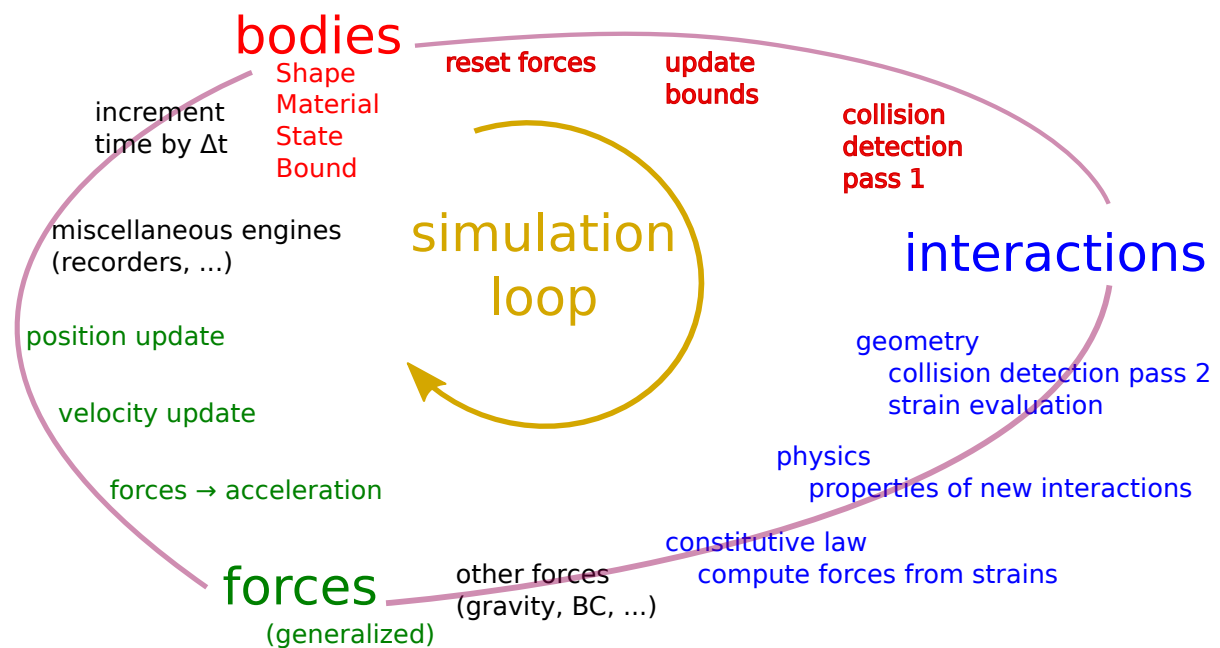 bodies
Shape
Material
State
Bound
reset forces
update
bounds
collision
detection
pass 1
interactions
geometry
collision detection pass 2
strain evaluation
physics
properties of new interactions
constitutive law
compute forces from strains
other forces
(gravity, BC, ...)
forces
(generalized)
forces → acceleration
velocity update
position update
miscellaneous engines
(recorders, ...)
increment
time by Δt
simulation
loop